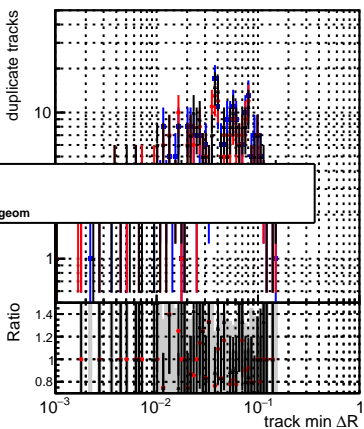 duplicate tracks
10
geom
1
Ratio
1.4
1.2
1
0.8
10⁻³
10⁻²
10⁻¹
1
track min ΔR